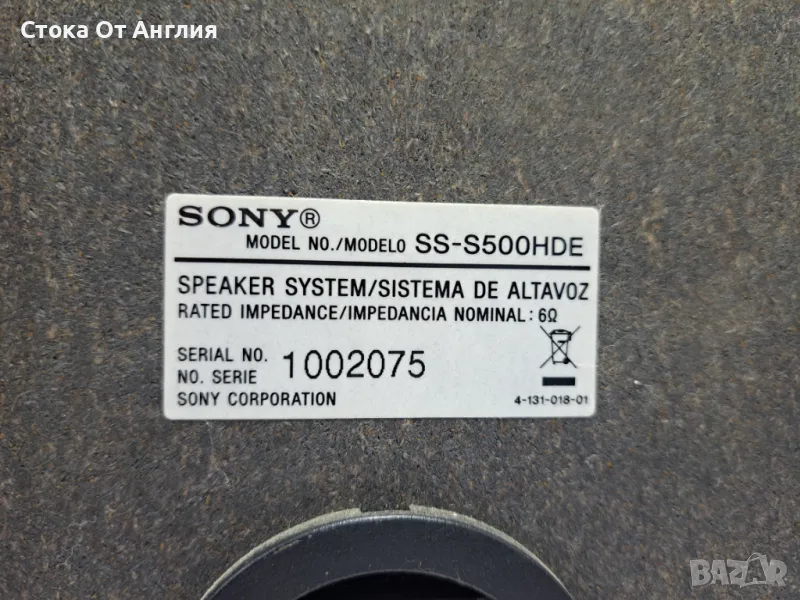 Стока От Англия
SONY®
MODEL NO./MODELO SS-S500HDE
SPEAKER SYSTEM/SISTEMA DE ALTAVOZ
RATED IMPEDANCE/IMPEDANCIA NOMINAL: 6Ω
SERIAL NO. 1002075
NO. SERIE
SONY CORPORATION 4-131-018-01
BAZAR